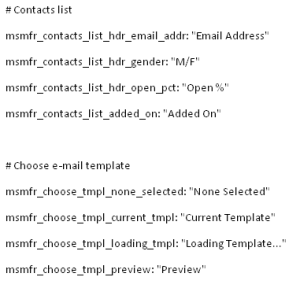 # Contacts list
msmfr_contacts_list_hdr_email_addr: "Email Address"
msmfr_contacts_list_hdr_gender: "M/F"
msmfr_contacts_list_hdr_open_pct: "Open %"
msmfr_contacts_list_added_on: "Added On"
# Choose e-mail template
msmfr_choose_tmpl_none_selected: "None Selected"
msmfr_choose_tmpl_current_tmpl: "Current Template"
msmfr_choose_tmpl_loading_tmpl: "Loading Template..."
msmfr_choose_tmpl_preview: "Preview"